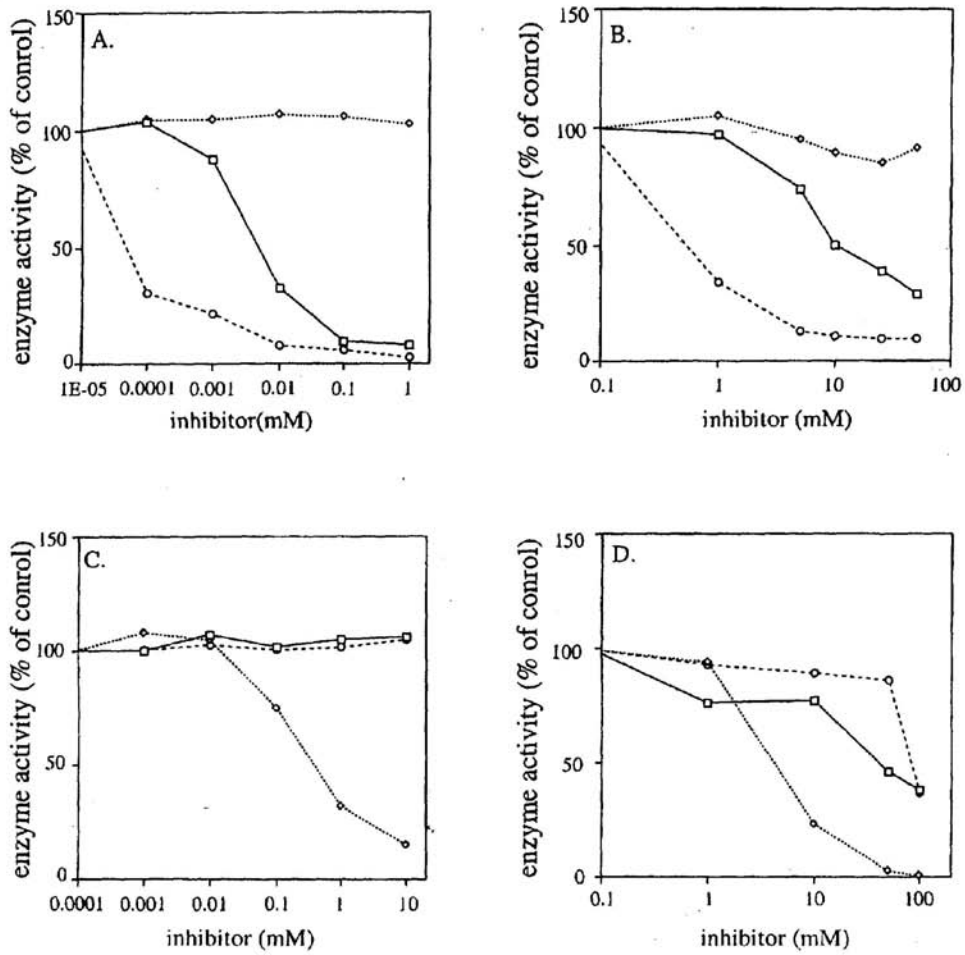 A.
enzyme activity (% of conrol)
150
100
50
0
1E-05 0.0001 0.001 0.01 0.1 1
inhibitor(mM)
B.
enzyme activity (% of conrol)
150
100
50
0
0.1 1 10 100
inhibitor (mM)
C.
enzyme activity (% of conrol)
150
100
50
0
0.0001 0.001 0.01 0.1 1 10
inhibitor (mM)
D.
enzyme activity (% of conrol)
150
100
50
0
0.1 1 10 100
inhibitor (mM)